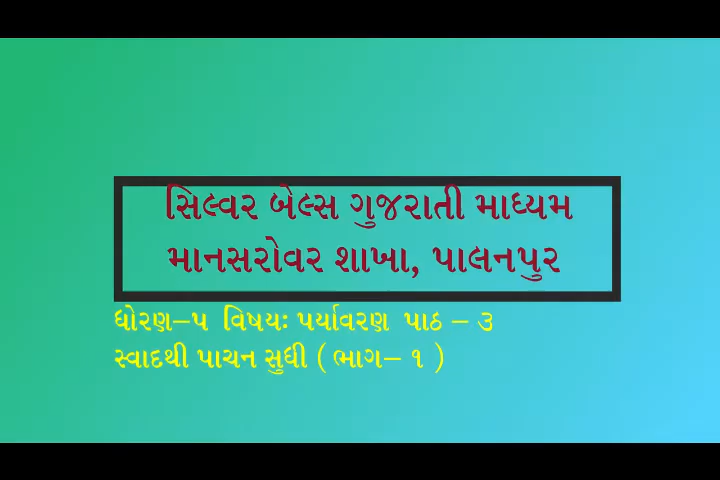 સિલ્વર બેલ્સ ગુજરાતી માધ્યમ
માનસરોવર શાખા, પાલનપુર
ધોરણ–૫ વિષયઃ પર્યાવરણ પાઠ – ૩
સ્વાદથી પાચન સુધી ( ભાગ– ૧ )